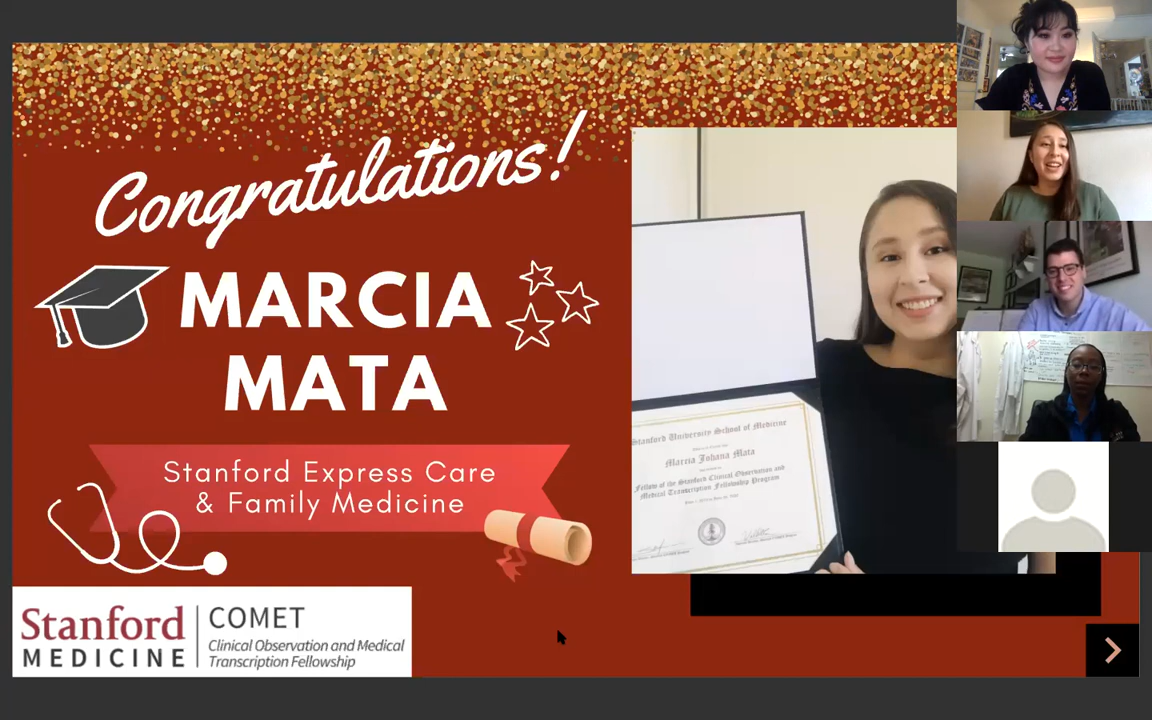 Congratulations!
MARCIA
MATA
Stanford Express Care
& Family Medicine
Stanford University School of Medicine
Marcia Johana Mata
Fellow of the Stanford Clinical Observation and
Medical Transcription Fellowship Program
Stanford
MEDICINE
COMET
Clinical Observation and Medical
Transcription Fellowship